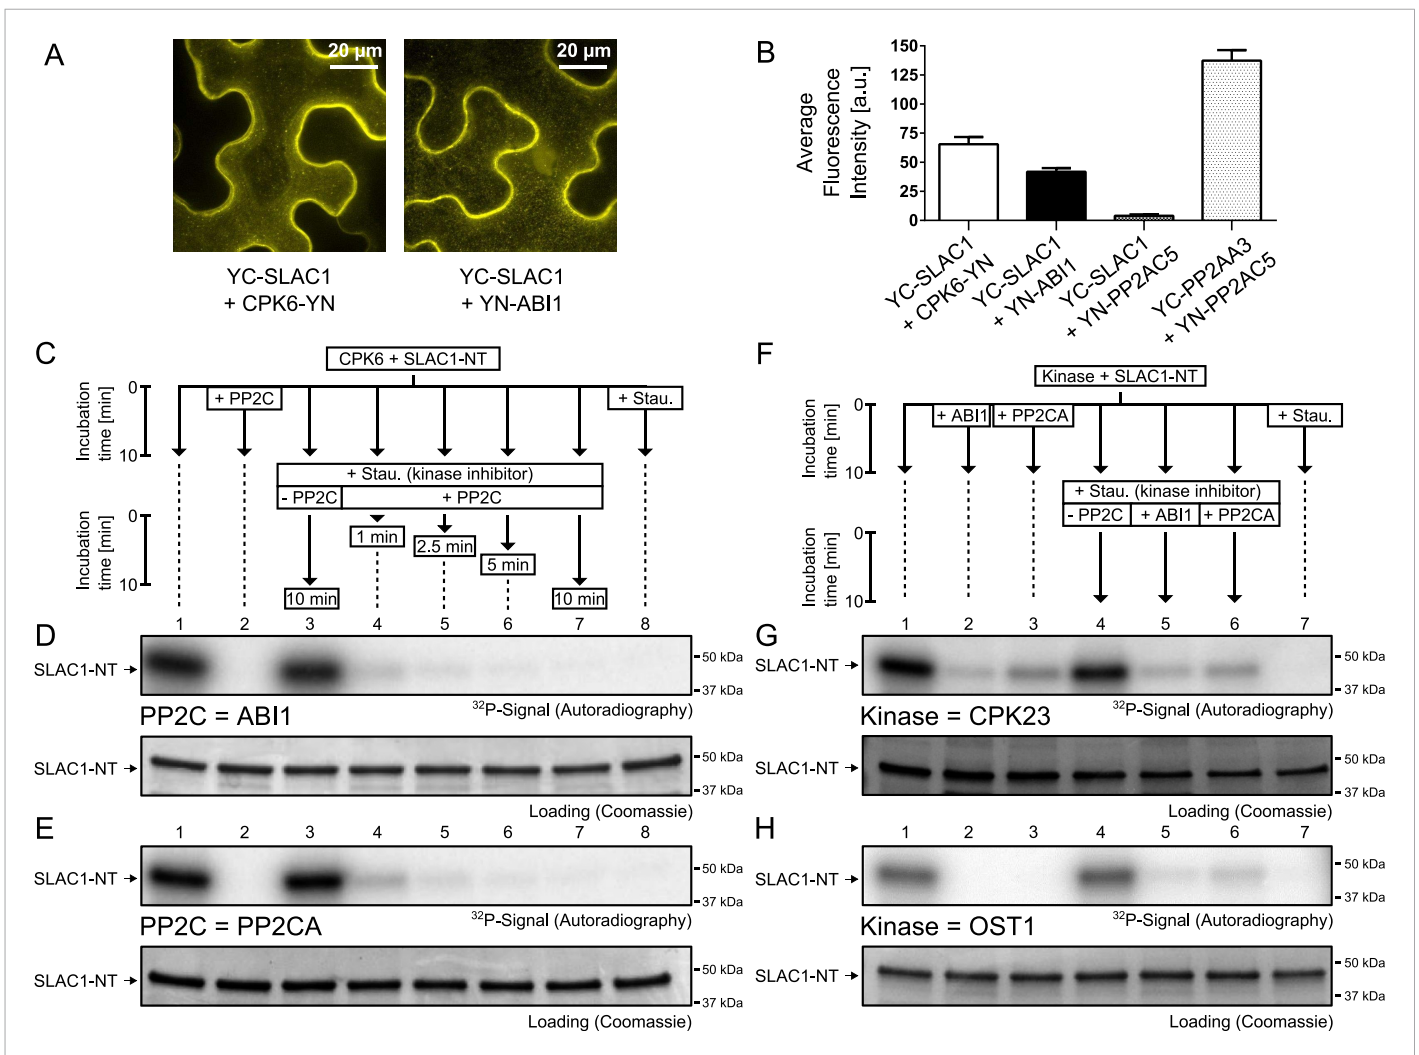 A
20 µm
20 µm
YC-SLAC1
+ CPK6-YN
YC-SLAC1
+ YN-ABI1
B
Average
Fluorescence
Intensity [a.u.]
150
125
100
75
50
25
0
YC-SLAC1
+ CPK6-YN
YC-SLAC1
+ YN-ABI1
YC-SLAC1
+ YN-PP2AC5
YC-PP2AA3
+ YN-PP2AC5
C
CPK6 + SLAC1-NT
Incubation
time [min]
0
10
+ PP2C
+ Stau.
+ Stau. (kinase inhibitor)
- PP2C
+ PP2C
Incubation
time [min]
0
10
1 min
2.5 min
5 min
10 min
10 min
D
1 2 3 4 5 6 7 8
SLAC1-NT
50 kDa
37 kDa
PP2C = ABI1
32P-Signal (Autoradiography)
SLAC1-NT
50 kDa
37 kDa
Loading (Coomassie)
E
1 2 3 4 5 6 7 8
SLAC1-NT
50 kDa
37 kDa
PP2C = PP2CA
32P-Signal (Autoradiography)
SLAC1-NT
50 kDa
37 kDa
Loading (Coomassie)
F
Kinase + SLAC1-NT
Incubation
time [min]
0
10
+ ABI1
+ PP2CA
+ Stau.
+ Stau. (kinase inhibitor)
- PP2C
+ ABI1
+ PP2CA
Incubation
time [min]
0
10
G
1 2 3 4 5 6 7
SLAC1-NT
50 kDa
37 kDa
Kinase = CPK23
32P-Signal (Autoradiography)
SLAC1-NT
50 kDa
37 kDa
Loading (Coomassie)
H
1 2 3 4 5 6 7
SLAC1-NT
50 kDa
37 kDa
Kinase = OST1
32P-Signal (Autoradiography)
SLAC1-NT
50 kDa
37 kDa
Loading (Coomassie)